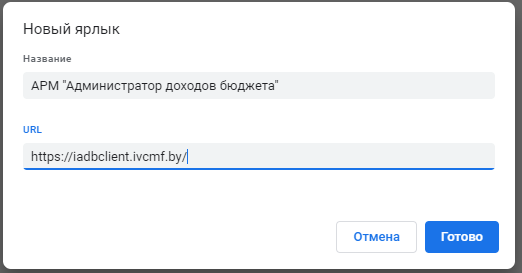 Новый ярлык
Название
АРМ "Администратор доходов бюджета"
URL
https://iadbclient.ivcmf.by/
Отмена
Готово